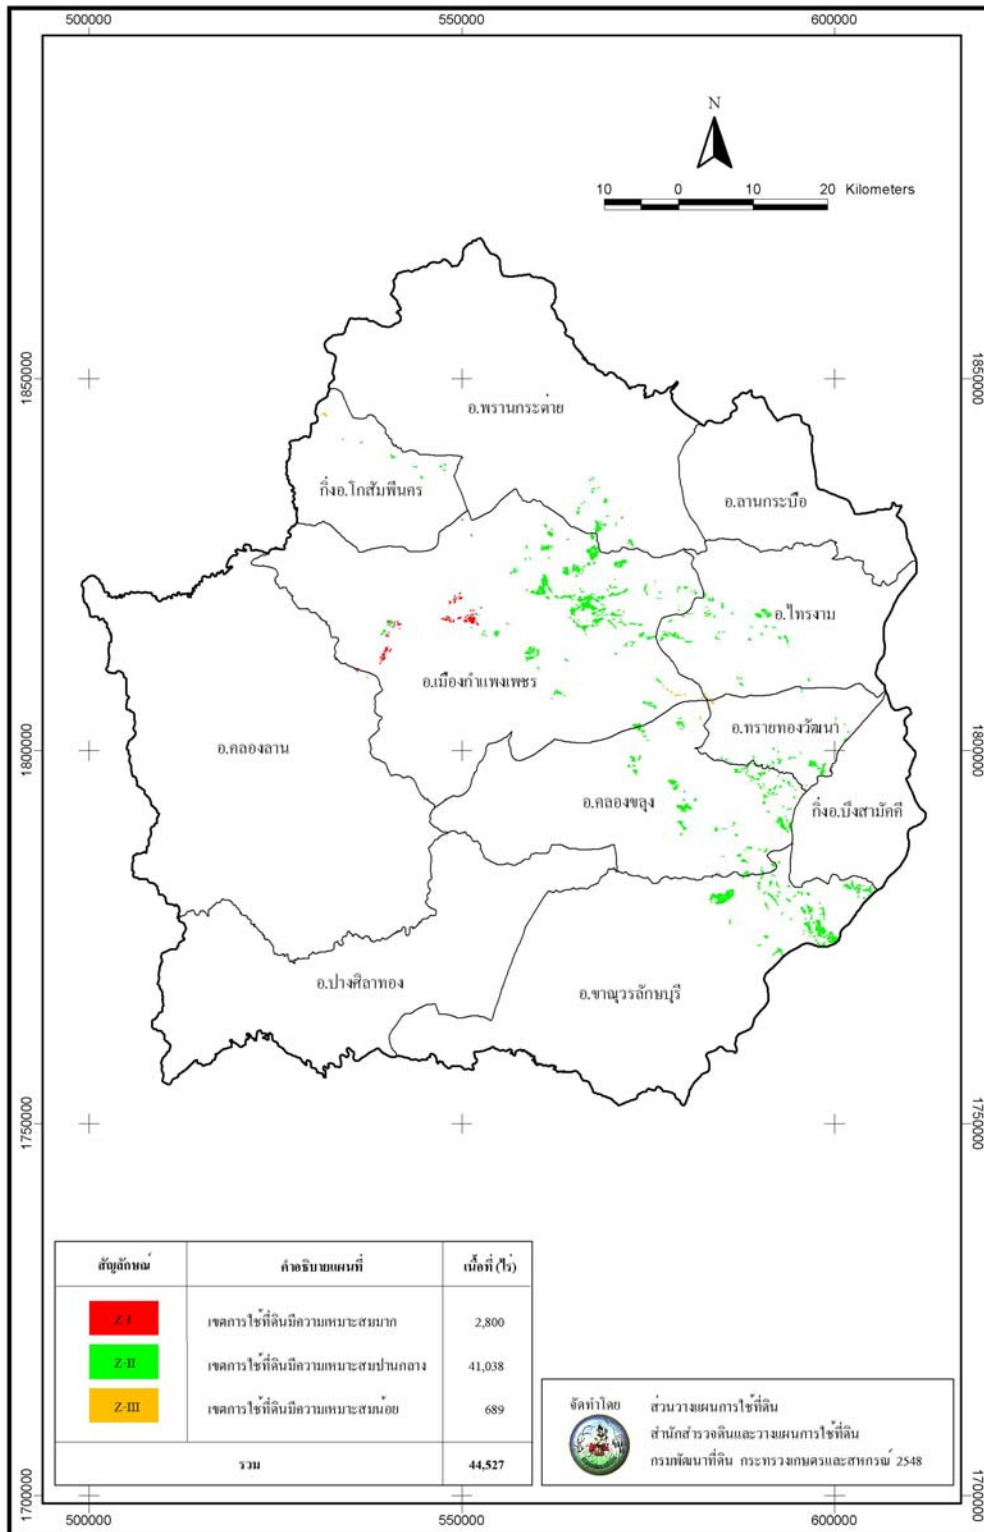 500000 550000 600000
N
10 0 10 20 Kilometers
1850000 1850000
อ.พรานกระต่าย
กิ่งอ.โกสัมพีนคร
อ.ลานกระบือ
อ.ไทรงาม
อ.เมืองกำแพงเพชร
อ.ทรายทองวัฒนา
อ.คลองลาน
1800000 1800000
อ.คลองขลุง
กิ่งอ.บึงสามัคคี
อ.ปางศิลาทอง
อ.ขาณุวรลักษบุรี
1750000 1750000
สัญลักษณ์ คำอธิบายแผนที่ เนื้อที่ (ไร่)
Z-I เขตการใช้ที่ดินมีความเหมาะสมมาก 2,800
Z-II เขตการใช้ที่ดินมีความเหมาะสมปานกลาง 41,038
Z-III เขตการใช้ที่ดินมีความเหมาะสมน้อย 689
รวม 44,527
จัดทำโดย ส่วนวางแผนการใช้ที่ดิน
สำนักสำรวจดินและวางแผนการใช้ที่ดิน
กรมพัฒนาที่ดิน กระทรวงเกษตรและสหกรณ์ 2548
1700000 1700000
500000 550000 600000